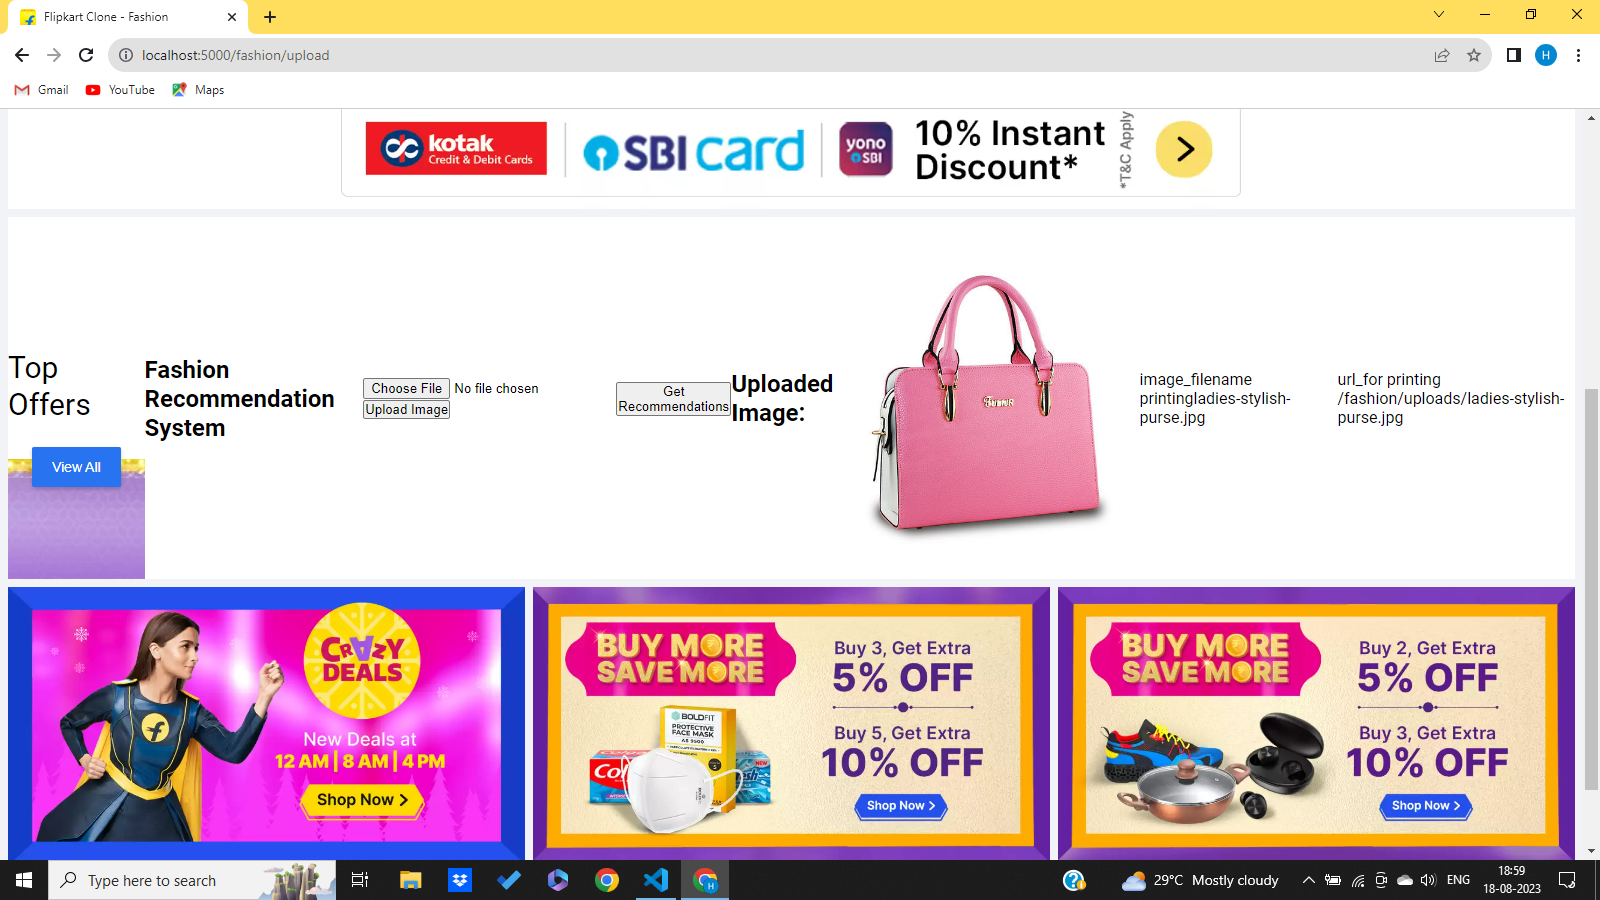 Flipkart Clone - Fashion
localhost:5000/fashion/upload
H
Gmail
YouTube
Maps
kotak
Credit & Debit Cards
SBI card
yono
SBI
10% Instant
Discount*
*T&C Apply
Top
Offers
View All
Fashion
Recommendation
System
Choose File No file chosen
Upload Image
Get
Recommendations
Uploaded
Image:
image_filename
printingladies-stylish-
purse.jpg
url_for printing
/fashion/uploads/ladies-stylish-
purse.jpg
CRAZY
DEALS
New Deals at
12 AM | 8 AM | 4 PM
Shop Now
BUY MORE
SAVE MORE
BOLDFIT
PROTECTIVE
FACE MASK
Buy 3, Get Extra
5% OFF
Buy 5, Get Extra
10% OFF
Shop Now
BUY MORE
SAVE MORE
Buy 2, Get Extra
5% OFF
Buy 3, Get Extra
10% OFF
Shop Now
Type here to search
H
29°C Mostly cloudy
ENG
18:59
18-08-2023